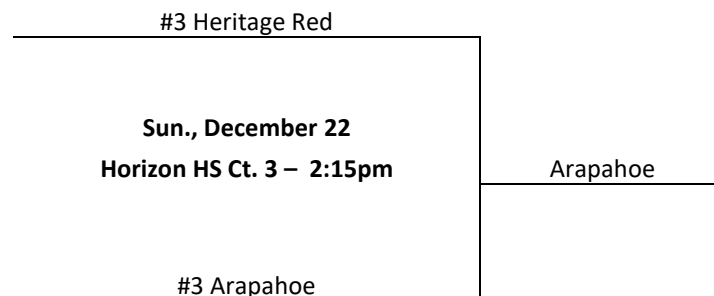 #3 Heritage Red
Sun., December 22
Horizon HS Ct. 3 – 2:15pm
Arapahoe
#3 Arapahoe